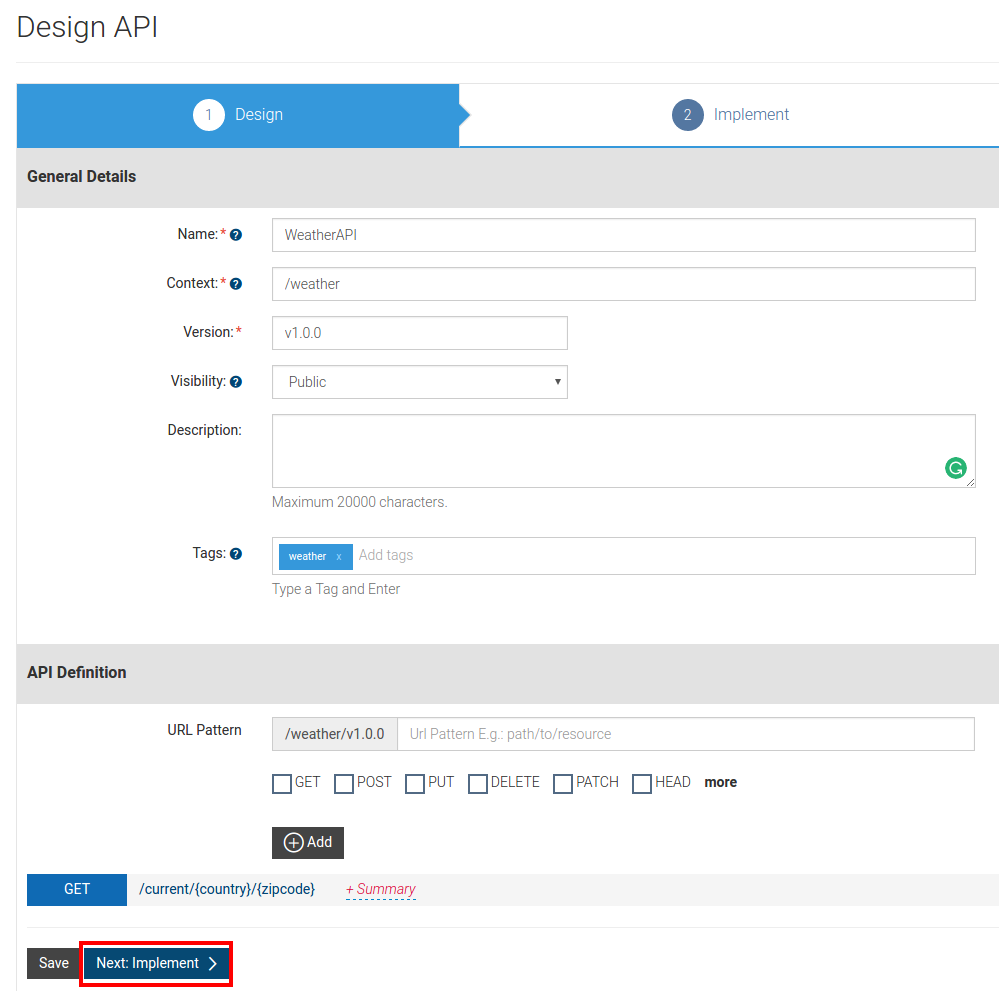 Design API
1 Design
2 Implement
General Details
Name:* ?
WeatherAPI
Context:* ?
/weather
Version:*
v1.0.0
Visibility: ?
Public
Description:
G
Maximum 20000 characters.
Tags: ?
weather x Add tags
Type a Tag and Enter
API Definition
URL Pattern
/weather/v1.0.0 Url Pattern E.g.: path/to/resource
GET POST PUT DELETE PATCH HEAD more
Add
GET /current/{country}/{zipcode} + Summary
Save Next: Implement